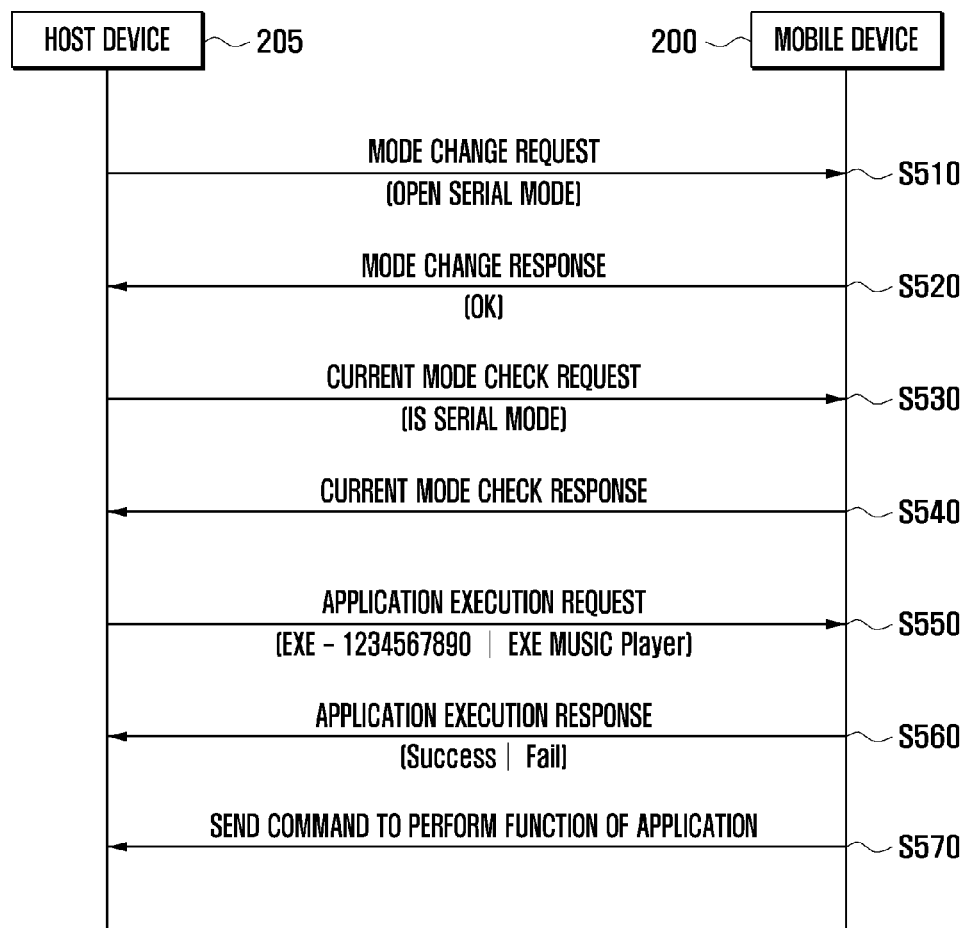 HOST DEVICE 205 200 MOBILE DEVICE
MODE CHANGE REQUEST
(OPEN SERIAL MODE) S510
MODE CHANGE RESPONSE
(OK) S520
CURRENT MODE CHECK REQUEST
(IS SERIAL MODE) S530
CURRENT MODE CHECK RESPONSE
S540
APPLICATION EXECUTION REQUEST
(EXE – 1234567890 | EXE MUSIC Player) S550
APPLICATION EXECUTION RESPONSE
(Success | Fail) S560
SEND COMMAND TO PERFORM FUNCTION OF APPLICATION
S570